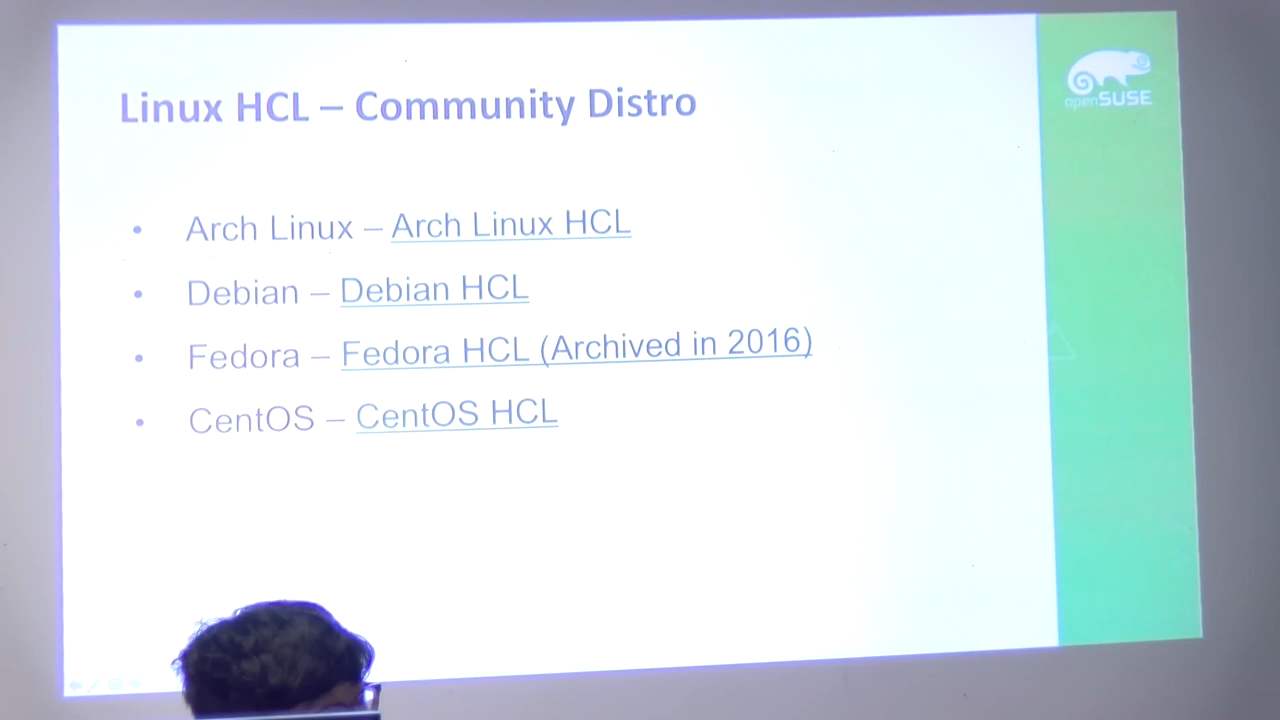 Linux HCL – Community Distro
openSUSE
• Arch Linux – Arch Linux HCL
• Debian – Debian HCL
• Fedora – Fedora HCL (Archived in 2016)
• CentOS – CentOS HCL